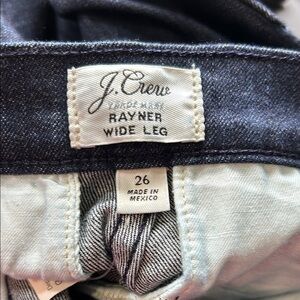 J.Crew
TRADE MARK
RAYNER
WIDE LEG
26
MADE IN
MEXICO